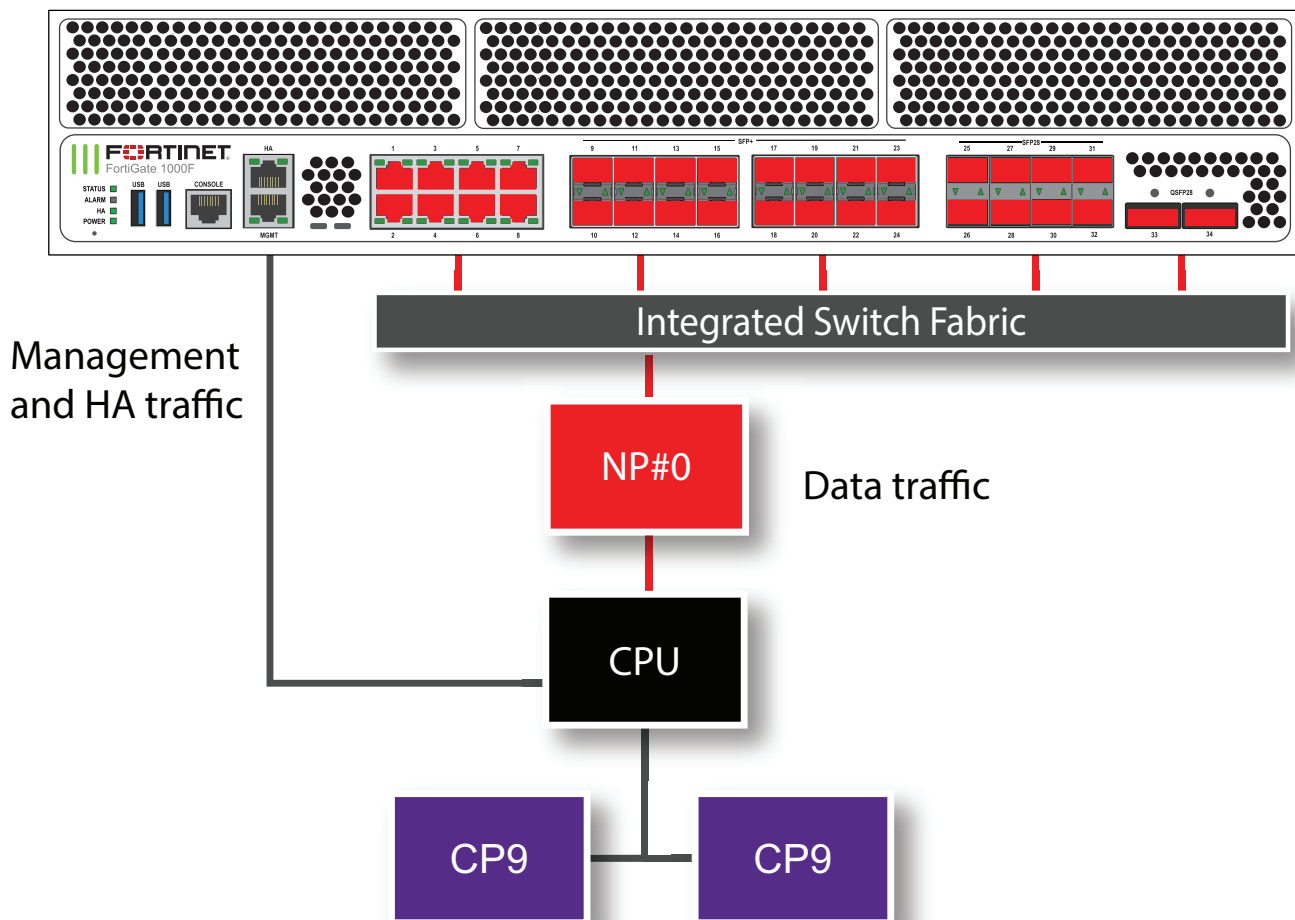 FORTINET
FortiGate 1000F
STATUS
ALARM
HA
POWER
USB
USB
CONSOLE
HA
MGMT
1
3
5
7
2
4
6
8
SFP+
9
11
13
15
17
19
21
23
10
12
14
16
18
20
22
24
SFP28
25
27
29
31
26
28
30
32
QSFP28
33
34
Integrated Switch Fabric
Management
and HA traffic
NP#0
Data traffic
CPU
CP9
CP9